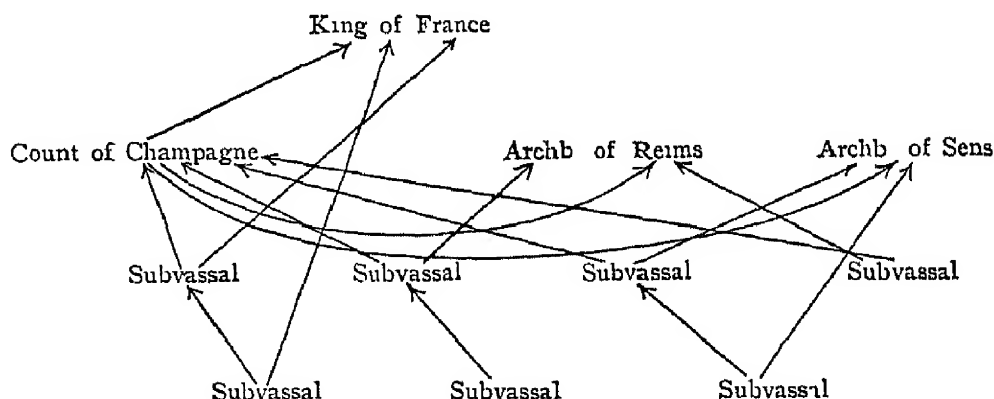 King of France
Count of Champagne Archb of Reims Archb of Sens
Subvassal Subvassal Subvassal Subvassal
Subvassal Subvassal Subvassal